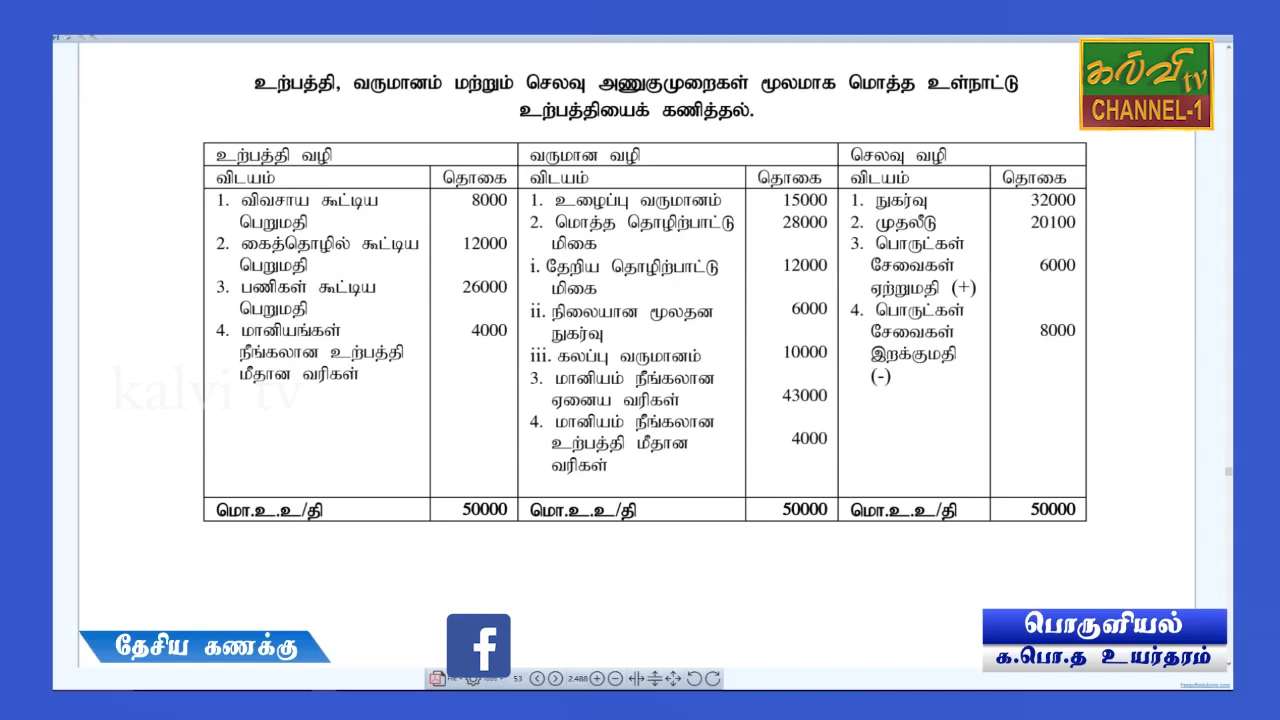 கல்வி tv
CHANNEL-1
உற்பத்தி, வருமானம் மற்றும் செலவு அணுகுமுறைகள் மூலமாக மொத்த உள்நாட்டு
உற்பத்தியைக் கணித்தல்.
உற்பத்தி வழி வருமான வழி செலவு வழி
விடயம் தொகை விடயம் தொகை விடயம் தொகை
1. விவசாய கூட்டிய 8000 1. உழைப்பு வருமானம் 15000 1. நுகர்வு 32000
பெறுமதி 2. மொத்த தொழிற்பாட்டு 28000 2. முதலீடு 20100
2. கைத்தொழில் கூட்டிய 12000 மிகை 3. பொருட்கள்
பெறுமதி i. தேறிய தொழிற்பாட்டு 12000 சேவைகள் 6000
3. பணிகள் கூட்டிய 26000 மிகை ஏற்றுமதி (+)
பெறுமதி ii. நிலையான மூலதன 6000 4. பொருட்கள்
4. மானியங்கள் 4000 நுகர்வு சேவைகள் 8000
நீங்கலான உற்பத்தி iii. கலப்பு வருமானம் 10000 இறக்குமதி
மீதான வரிகள் 3. மானியம் நீங்கலான (-)
ஏனைய வரிகள் 43000
4. மானியம் நீங்கலான
உற்பத்தி மீதான 4000
வரிகள்
மொ.உ.உ/தி 50000 மொ.உ.உ/தி 50000 மொ.உ.உ/தி 50000
kalvi tv
தேசிய கணக்கு
f
பொருளியல்
க.பொ.த உயர்தரம்
53 2.488